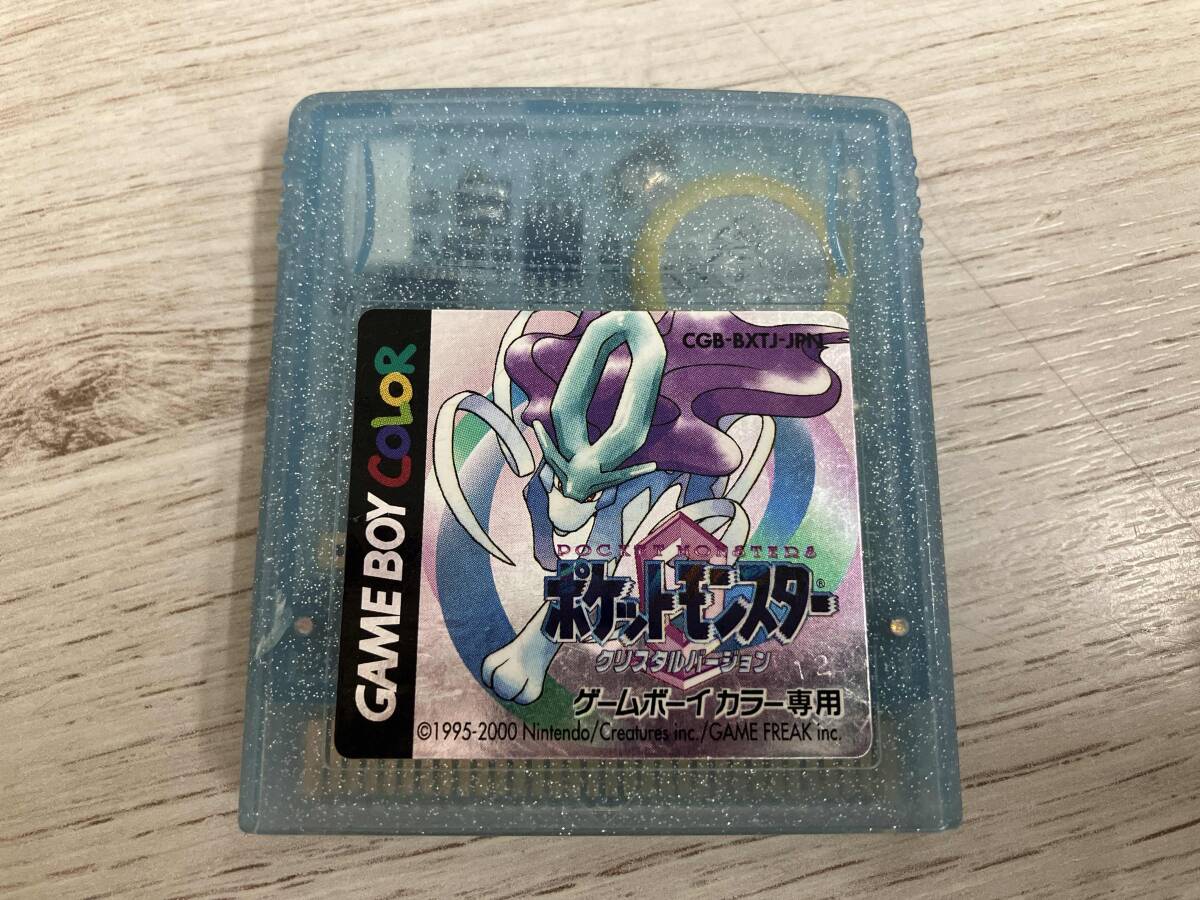 GAME BOY COLOR
CGB-BXTJ-JPN
POCKET MONSTERS
ポケットモンスター®
クリスタルバージョン
12
ゲームボーイカラー専用
©1995-2000 Nintendo/Creatures inc./GAME FREAK inc.